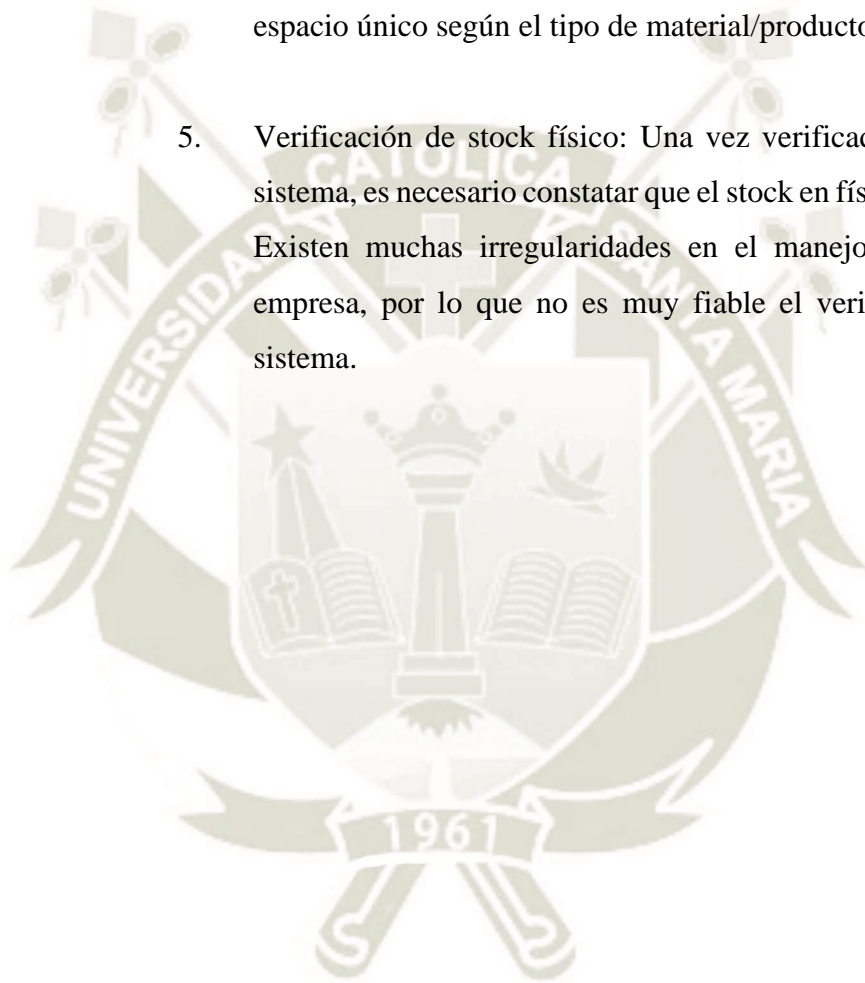 espacio único según el tipo de material/producto
5. Verificación de stock físico: Una vez verificad
sistema, es necesario constatar que el stock en fís
Existen muchas irregularidades en el manejo
empresa, por lo que no es muy fiable el veri
sistema.
UNIVERSIDAD CATOLICA SANTA MARIA
1961